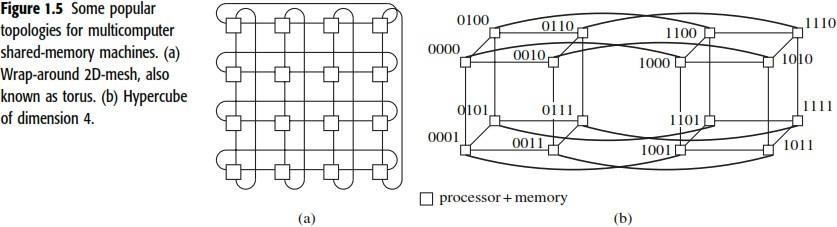 Figure 1.5 Some popular
topologies for multicomputer
shared-memory machines. (a)
Wrap-around 2D-mesh, also
known as torus. (b) Hypercube
of dimension 4.
0100
0110
1100
1110
0000
0010
1000
1010
0101
0111
1101
1111
0001
0011
1001
1011
processor + memory
(a)
(b)